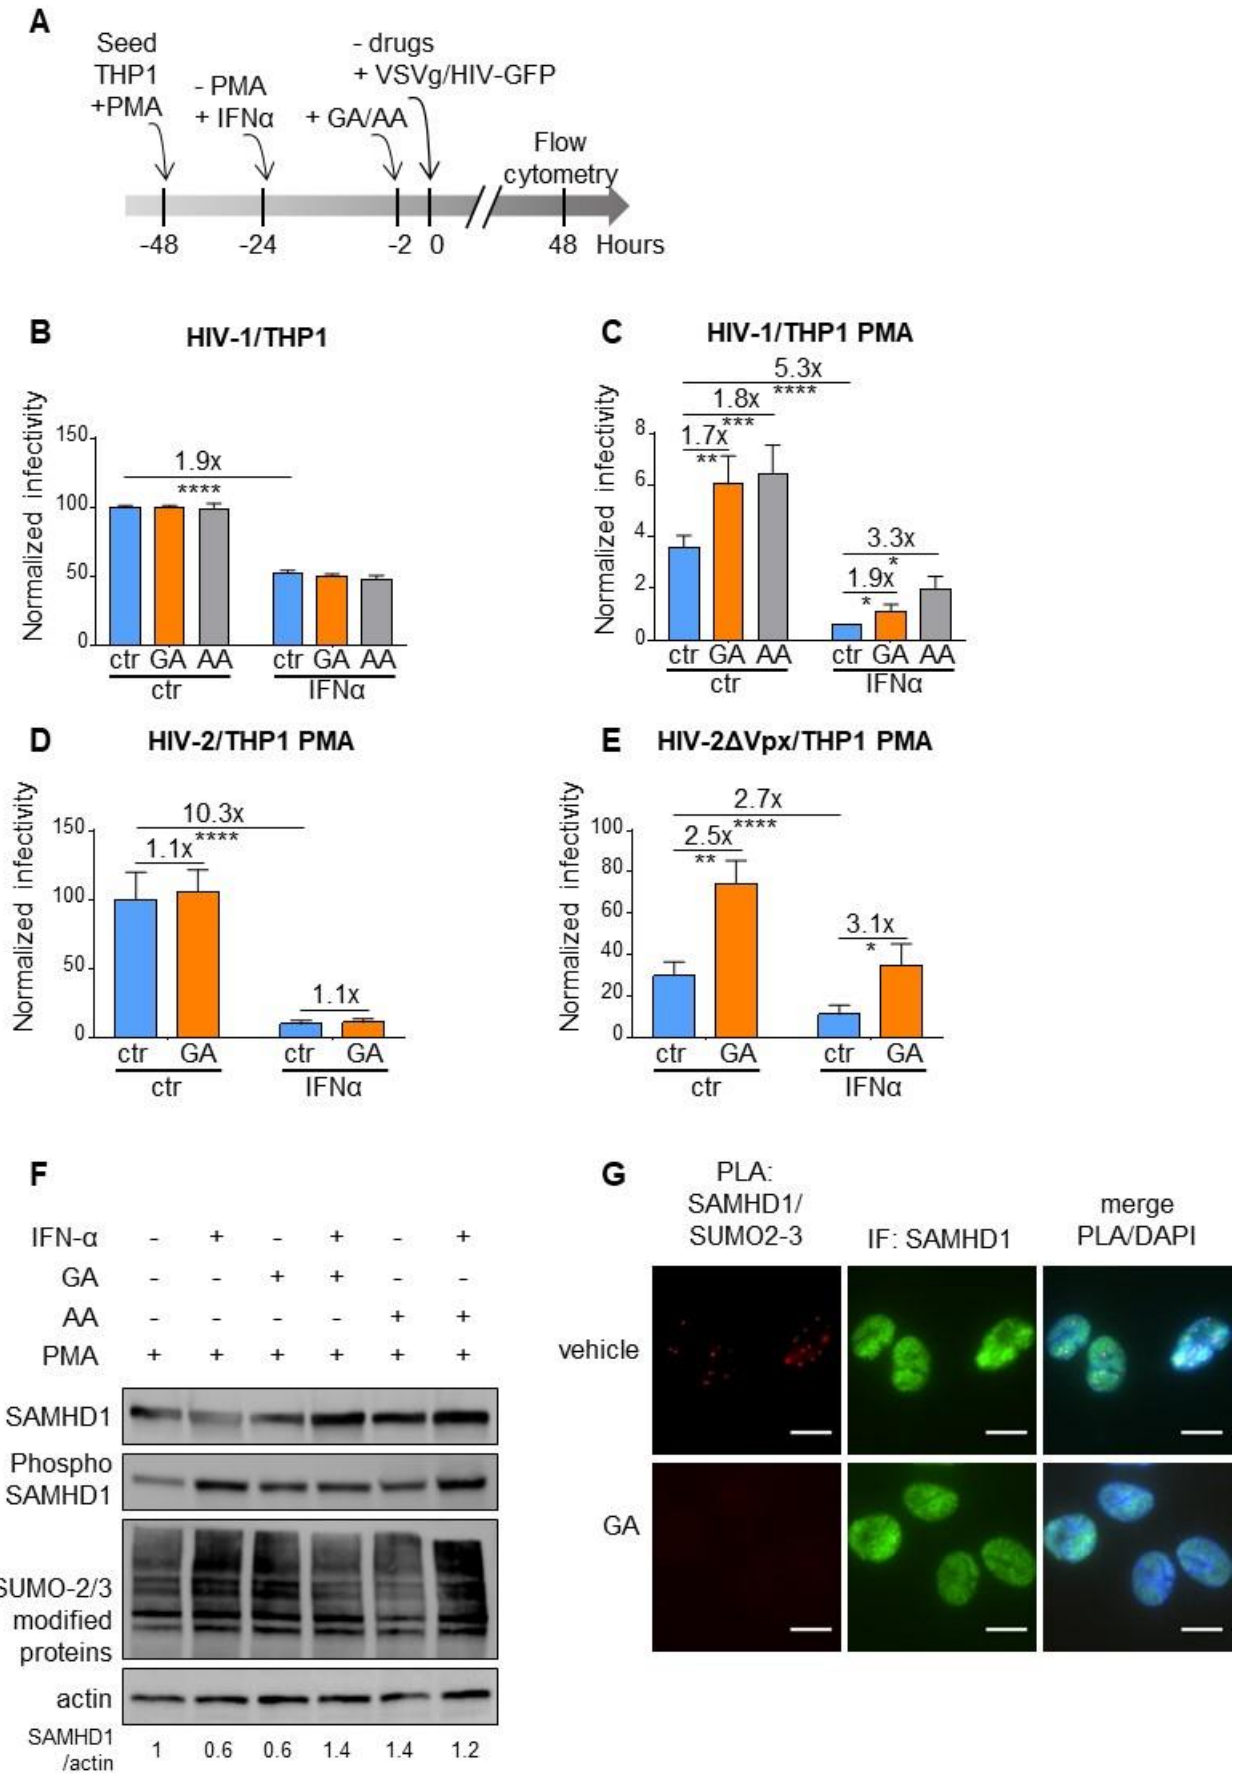 A
Seed
THP1
+PMA
- PMA
+ IFNα
+ GA/AA
- drugs
+ VSVg/HIV-GFP
Flow
cytometry
-48 -24 -2 0 48 Hours
B
HIV-1/THP1
Normalized infectivity
150
100
50
0
1.9x
****
ctr GA AA ctr GA AA
ctr IFNα
C
HIV-1/THP1 PMA
Normalized infectivity
8
6
4
2
0
5.3x
****
1.8x
***
1.7x
**
3.3x
*
1.9x
*
ctr GA AA ctr GA AA
ctr IFNα
D
HIV-2/THP1 PMA
Normalized infectivity
150
100
50
0
10.3x
****
1.1x
1.1x
ctr GA ctr GA
ctr IFNα
E
HIV-2ΔVpx/THP1 PMA
Normalized infectivity
100
80
60
40
20
0
2.7x
****
2.5x
**
3.1x
*
ctr GA ctr GA
ctr IFNα
F
IFN-α - + - + - +
GA - - + + - -
AA - - - - + +
PMA + + + + + +
SAMHD1
Phospho
SAMHD1
SUMO-2/3
modified
proteins
actin
SAMHD1
/actin
1 0.6 0.6 1.4 1.4 1.2
G
PLA:
SAMHD1/
SUMO2-3
IF: SAMHD1
merge
PLA/DAPI
vehicle
GA